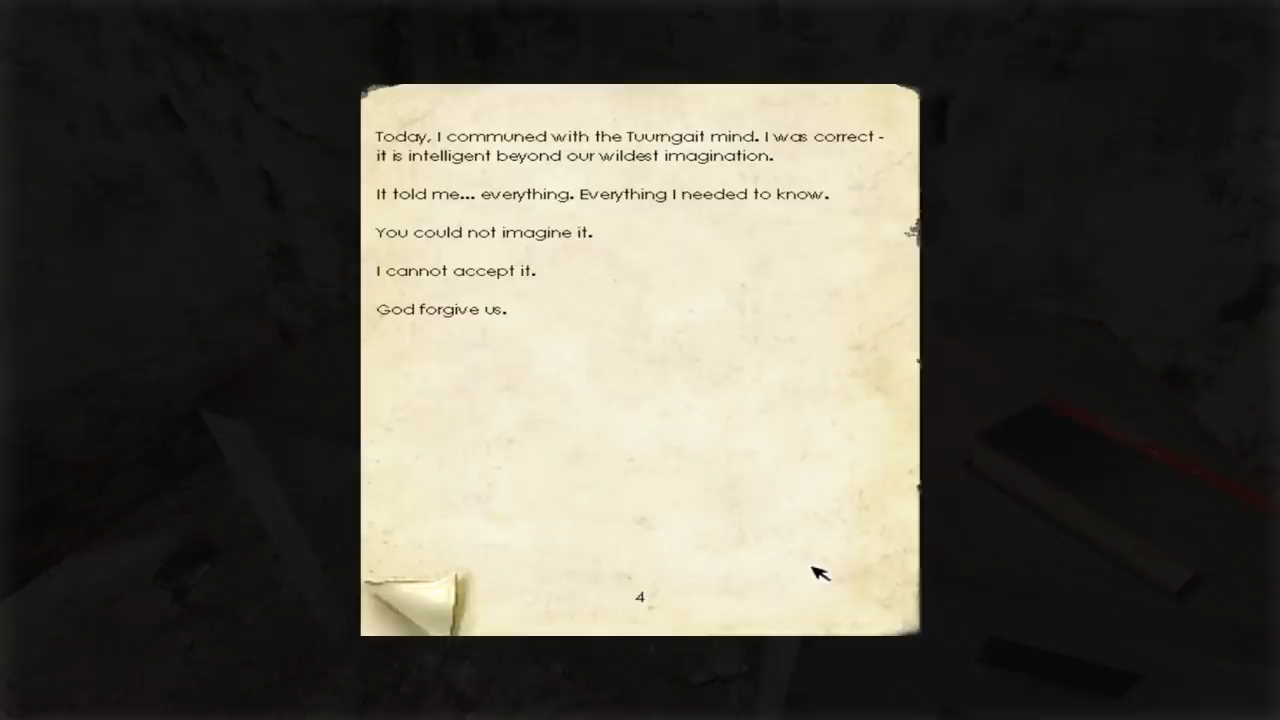 Today, I communed with the Tuurngait mind. I was correct -
it is intelligent beyond our wildest imagination.
It told me... everything. Everything I needed to know.
You could not imagine it.
I cannot accept it.
God forgive us.
4